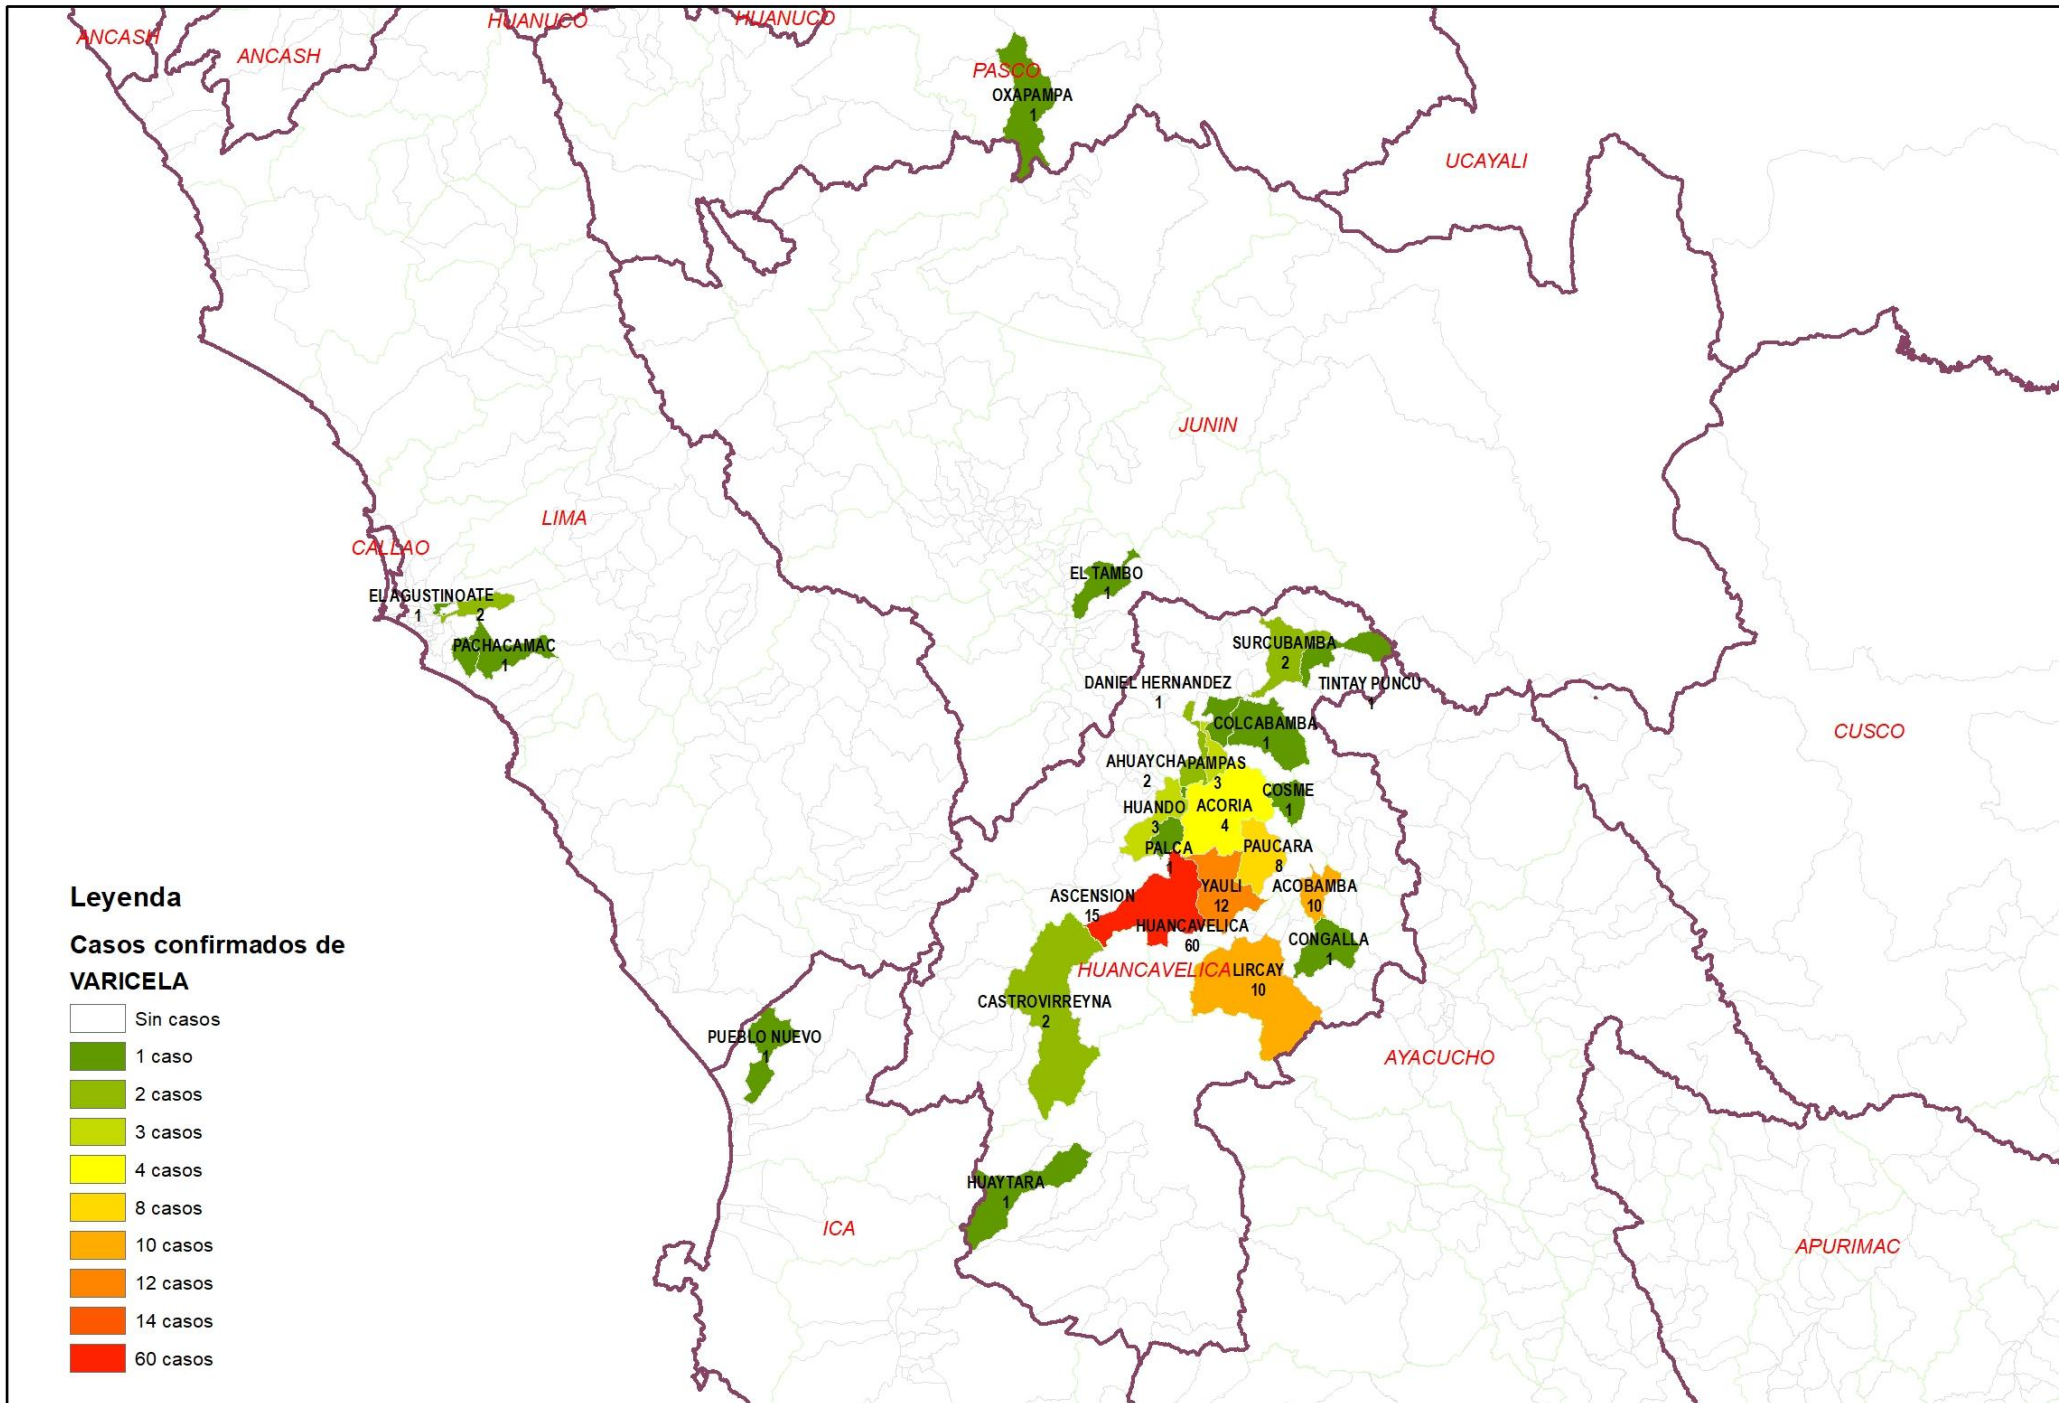 ANCASH
ANCASH
HUANUCO
HUANUCO
PASCO
OXAPAMPA
1
UCAYALI
JUNIN
LIMA
CALLAO
EL AGUSTINOATE
1
2
PACHACAMAC
1
EL TAMBO
1
SURCUBAMBA
2
TINTAY PUNCU
1
DANIEL HERNANDEZ
1
COLCABAMBA
1
CUSCO
AHUAYCHA
2
PAMPAS
3
COSME
1
HUANDO
3
ACORIA
4
PALCA
1
PAUCARA
8
ASCENSION
15
YAULI
12
ACOBAMBA
10
HUANCAVELICA
60
CONGALLA
1
HUANCAVELICA
LIRCAY
10
CASTROVIRREYNA
2
PUEBLO NUEVO
1
AYACUCHO
HUAYTARA
1
ICA
APURIMAC
Leyenda
Casos confirmados de
VARICELA
Sin casos
1 caso
2 casos
3 casos
4 casos
8 casos
10 casos
12 casos
14 casos
60 casos